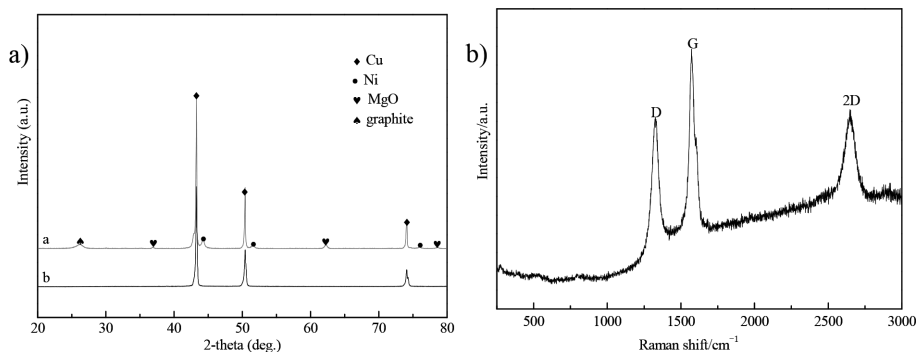 a)
Intensity (a.u.)
Cu
Ni
MgO
graphite
a
b
20 30 40 50 60 70 80
2-theta (deg.)
b)
Intensity/a.u.
D
G
2D
500 1000 1500 2000 2500 3000
Raman shift/cm⁻¹